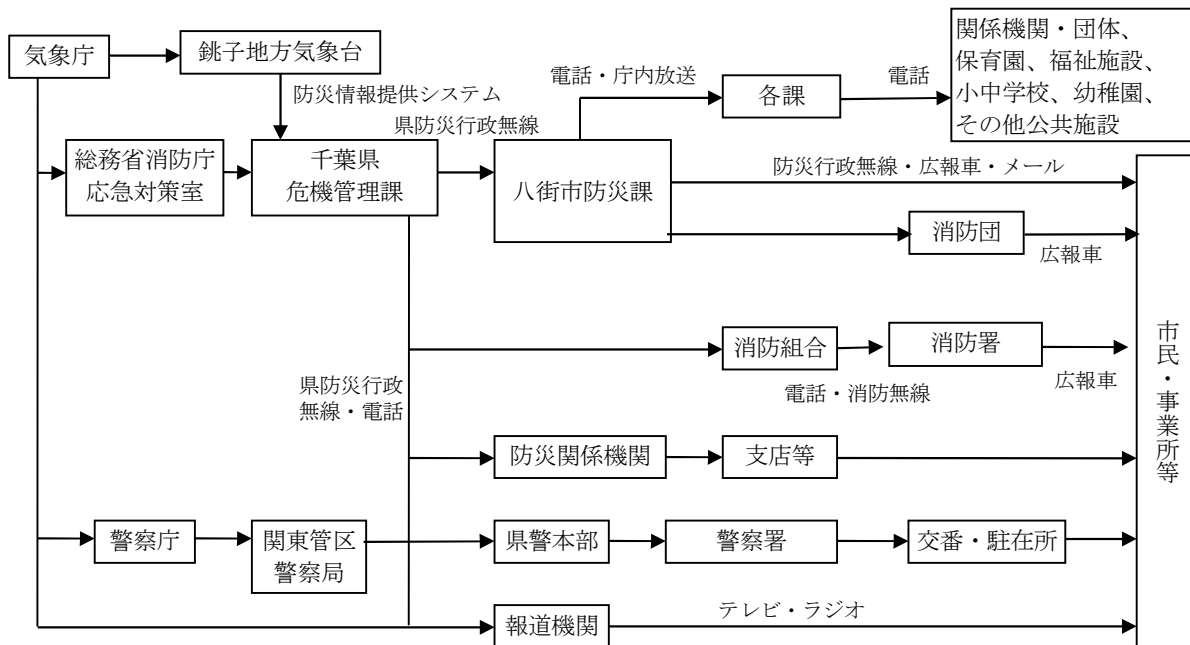 気象庁
銚子地方気象台
電話・庁内放送
各課
電話
関係機関・団体、
保育園、福祉施設、
小中学校、幼稚園、
その他公共施設
防災情報提供システム
県防災行政無線
総務省消防庁
応急対策室
千葉県
危機管理課
八街市防災課
防災行政無線・広報車・メール
消防団
広報車
消防組合
消防署
電話・消防無線
広報車
県防災行政
無線・電話
防災関係機関
支店等
警察庁
関東管区
警察局
県警本部
警察署
交番・駐在所
報道機関
テレビ・ラジオ
市民・事業所等